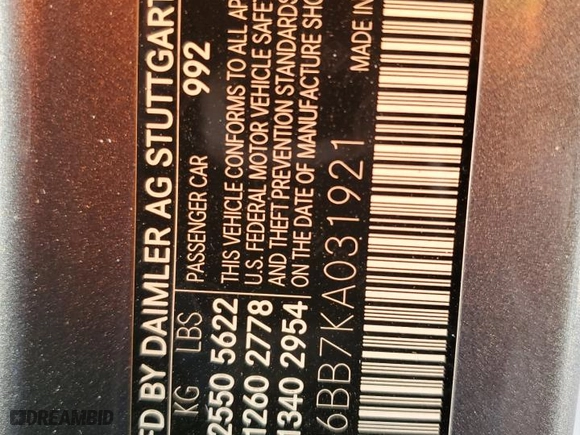 ED BY DAIMLER AG STUTTGART
992
KG LBS PASSENGER CAR
2550 5622 THIS VEHICLE CONFORMS TO ALL AP
1260 2778 U.S. FEDERAL MOTOR VEHICLE SAFE
AND THEFT PREVENTION STANDARDS
1340 2954 ON THE DATE OF MANUFACTURE SHO
6BB7KA031921 MADE IN
DREAMBID